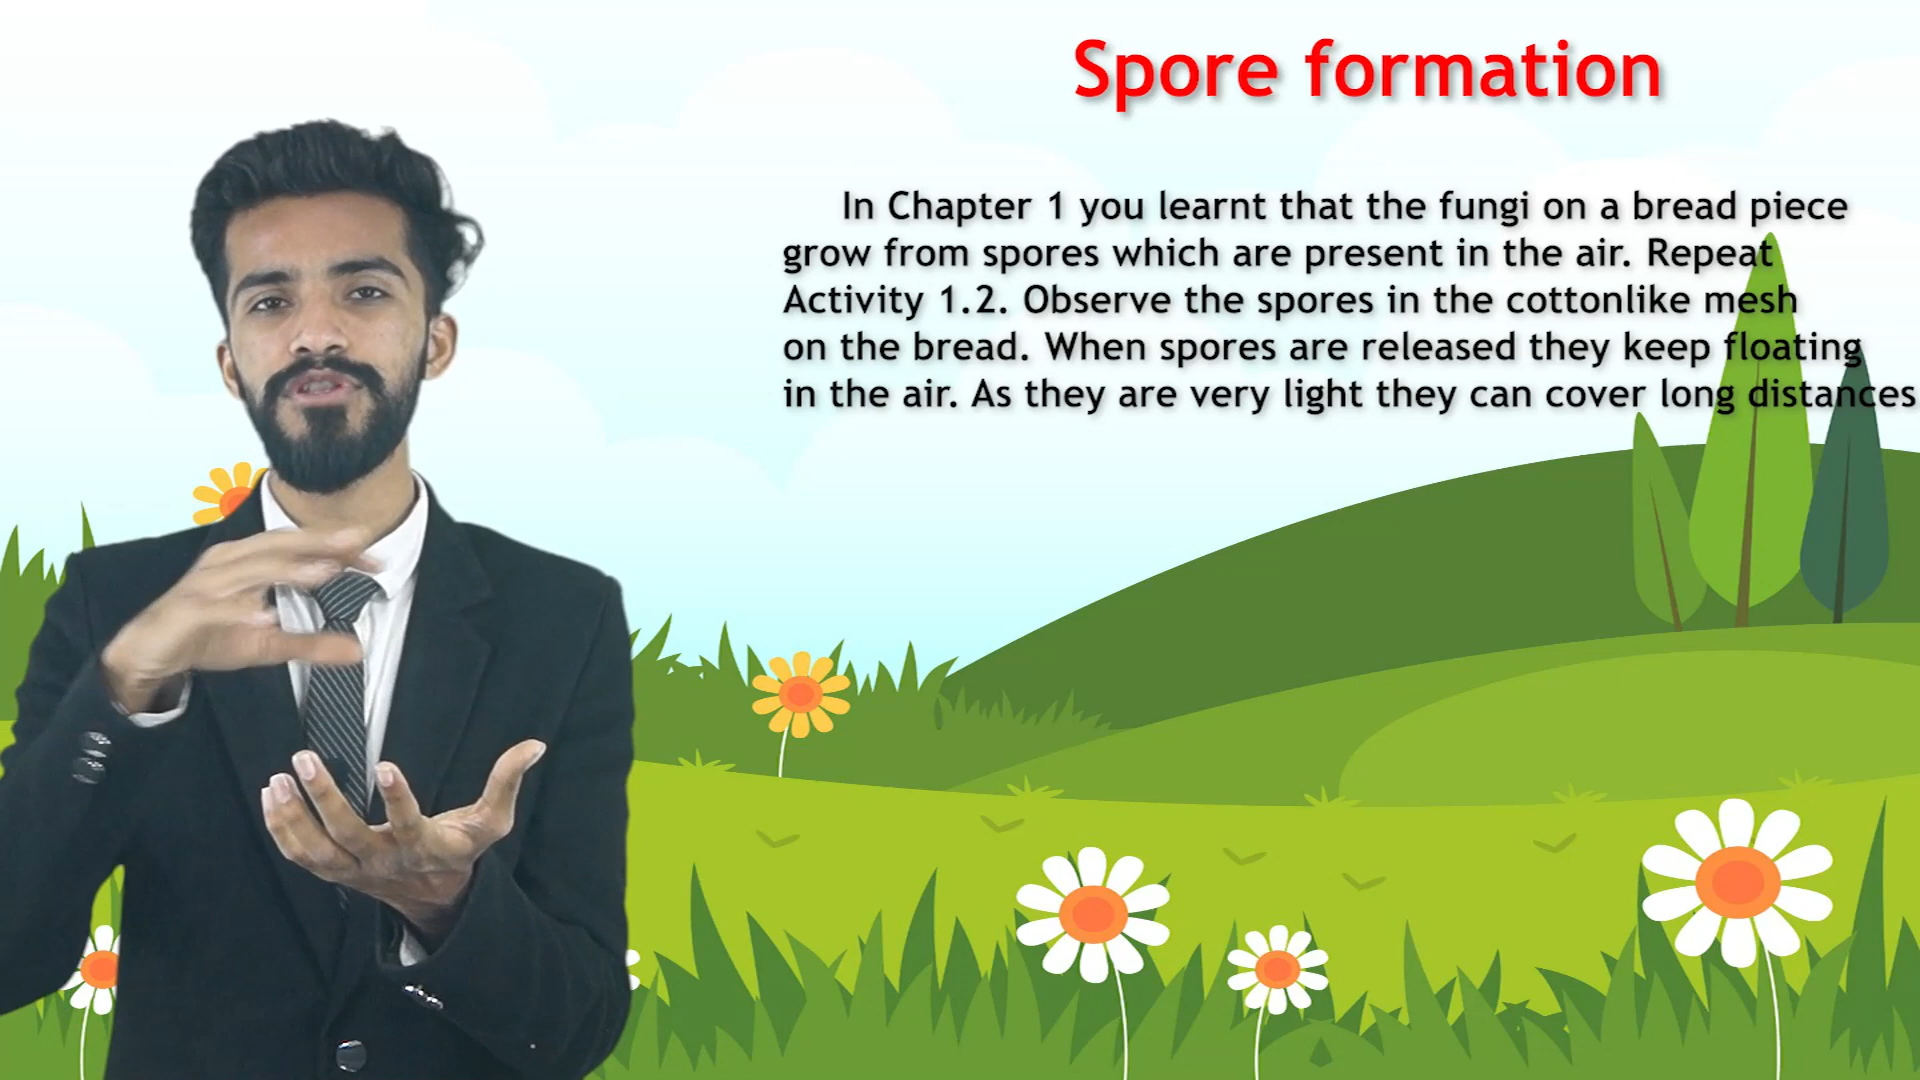 Spore formation
In Chapter 1 you learnt that the fungi on a bread piece
grow from spores which are present in the air. Repeat
Activity 1.2. Observe the spores in the cottonlike mesh
on the bread. When spores are released they keep floating
in the air. As they are very light they can cover long distances